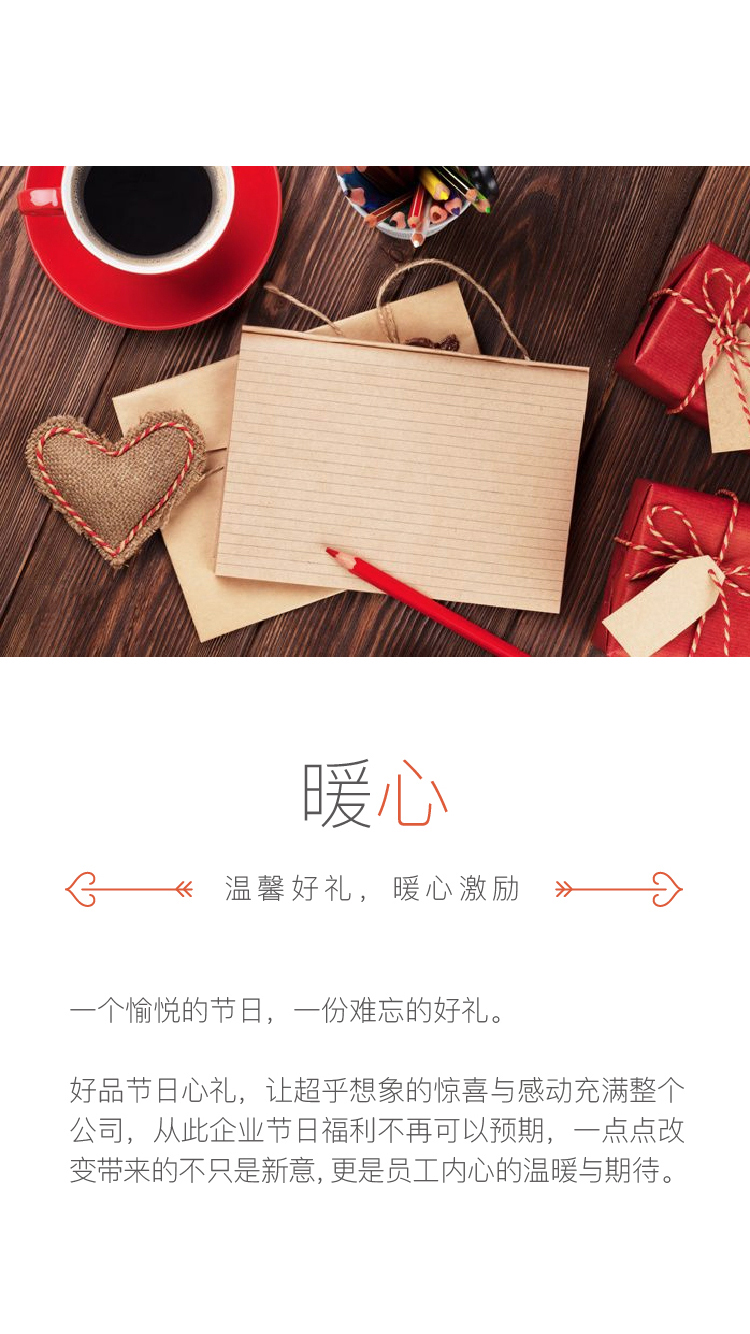 暖心
温馨好礼，暖心激励
一个愉悦的节日，一份难忘的好礼。
好品节日心礼，让超乎想象的惊喜与感动充满整个
公司，从此企业节日福利不再可以预期，一点点改
变带来的不只是新意,更是员工内心的温暖与期待。